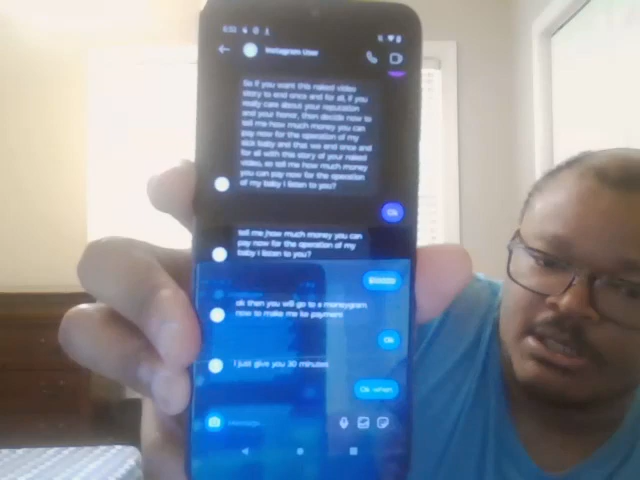 Instagram User
So if you want this naked video
story to end once and for all, if you
really care about your reputation
and your honor, then decide now to
tell me how much money you can
pay now for the operation of my
sick baby and that we end once and
for all with this story of your naked
video, so tell me how much money
you can pay now for the operation
of my baby I listen to you?
Ok
tell me how much money you can
pay now for the operation of my
baby I listen to you?
ok then you will go to a moneygram
now to make me ke payment
Ok
I just give you 30 minutes
Ok when